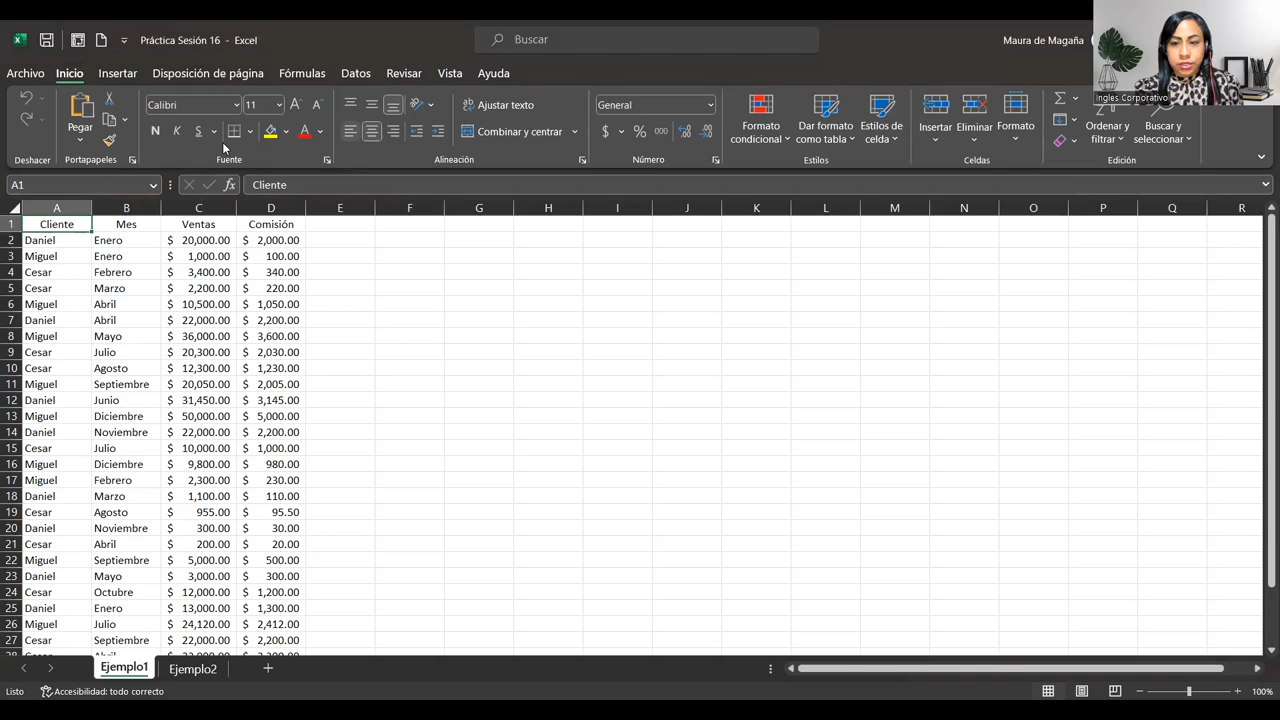 Práctica Sesión 16 - Excel
Buscar
Maura de Magaña
Ingles Corporativo
Archivo Inicio Insertar Disposición de página Fórmulas Datos Revisar Vista Ayuda
Calibri 11 Ajustar texto General
Pegar N K S Combinar y centrar $ % 000 Formato condicional Dar formato como tabla Estilos de celda Insertar Eliminar Formato Ordenar y filtrar Buscar y seleccionar
Deshacer Portapapeles Fuente Alineación Número Estilos Celdas Edición
A1 fx Cliente
A B C D E F G H I J K L M N O P Q R
1 Cliente Mes Ventas Comisión
2 Daniel Enero $ 20,000.00 $ 2,000.00
3 Miguel Enero $ 1,000.00 $ 100.00
4 Cesar Febrero $ 3,400.00 $ 340.00
5 Cesar Marzo $ 2,200.00 $ 220.00
6 Miguel Abril $ 10,500.00 $ 1,050.00
7 Daniel Abril $ 22,000.00 $ 2,200.00
8 Miguel Mayo $ 36,000.00 $ 3,600.00
9 Cesar Julio $ 20,300.00 $ 2,030.00
10 Cesar Agosto $ 12,300.00 $ 1,230.00
11 Miguel Septiembre $ 20,050.00 $ 2,005.00
12 Daniel Junio $ 31,450.00 $ 3,145.00
13 Miguel Diciembre $ 50,000.00 $ 5,000.00
14 Daniel Noviembre $ 22,000.00 $ 2,200.00
15 Cesar Julio $ 10,000.00 $ 1,000.00
16 Miguel Diciembre $ 9,800.00 $ 980.00
17 Miguel Febrero $ 2,300.00 $ 230.00
18 Daniel Marzo $ 1,100.00 $ 110.00
19 Cesar Agosto $ 955.00 $ 95.50
20 Daniel Noviembre $ 300.00 $ 30.00
21 Cesar Abril $ 200.00 $ 20.00
22 Miguel Septiembre $ 5,000.00 $ 500.00
23 Daniel Mayo $ 3,000.00 $ 300.00
24 Cesar Octubre $ 12,000.00 $ 1,200.00
25 Daniel Enero $ 13,000.00 $ 1,300.00
26 Miguel Julio $ 24,120.00 $ 2,412.00
27 Cesar Septiembre $ 22,000.00 $ 2,200.00
Ejemplo1 Ejemplo2
Listo Accesibilidad: todo correcto 100%